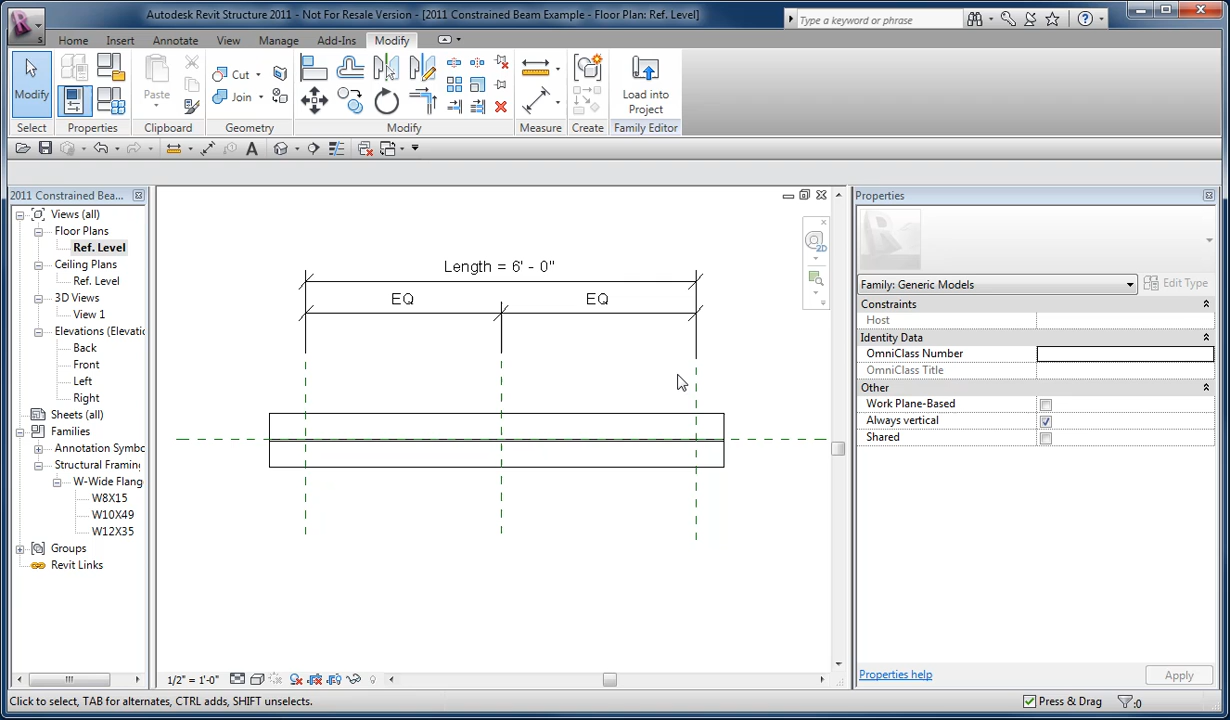 Autodesk Revit Structure 2011 - Not For Resale Version - [2011 Constrained Beam Example - Floor Plan: Ref. Level]
Type a keyword or phrase
Home Insert Annotate View Manage Add-Ins Modify
Modify
Paste
Cut
Join
Load into
Project
Select Properties Clipboard Geometry Modify Measure Create Family Editor
2011 Constrained Bea...
Views (all)
Floor Plans
Ref. Level
Ceiling Plans
Ref. Level
3D Views
View 1
Elevations (Elevatio
Back
Front
Left
Right
Sheets (all)
Families
Annotation Symbo
Structural Framing
W-Wide Flang
W8X15
W10X49
W12X35
Groups
Revit Links
Length = 6' - 0"
EQ EQ
2D
1/2" = 1'-0"
Properties
Family: Generic Models
Edit Type
Constraints
Host
Identity Data
OmniClass Number
OmniClass Title
Other
Work Plane-Based
Always vertical
Shared
Properties help
Apply
Click to select, TAB for alternates, CTRL adds, SHIFT unselects.
Press & Drag
:0